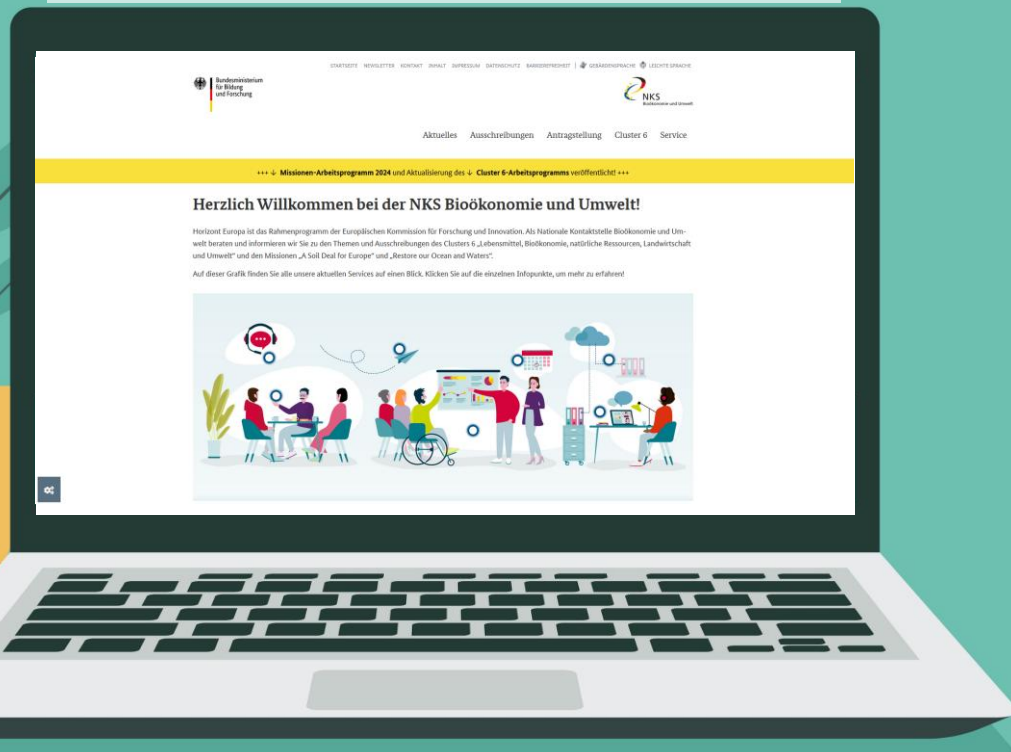 STARTSEITE NEWSLETTER KONTAKT INHALT IMPRESSUM DATENSCHUTZ BARRIEREFREIHEIT | GEBÄRDENSPRACHE LEICHTE SPRACHE
Bundesministerium
für Bildung
und Forschung
NKS
Bioökonomie und Umwelt
Aktuelles Ausschreibungen Antragstellung Cluster 6 Service
+++ ↓ Missionen-Arbeitsprogramm 2024 und Aktualisierung des ↓ Cluster 6-Arbeitsprogramms veröffentlicht! +++
Herzlich Willkommen bei der NKS Bioökonomie und Umwelt!
Horizont Europa ist das Rahmenprogramm der Europäischen Kommission für Forschung und Innovation. Als Nationale Kontaktstelle Bioökonomie und Um-
welt beraten und informieren wir Sie zu den Themen und Ausschreibungen des Clusters 6 „Lebensmittel, Bioökonomie, natürliche Ressourcen, Landwirtschaft
und Umwelt" und den Missionen „A Soil Deal for Europe" und „Restore our Ocean and Waters".
Auf dieser Grafik finden Sie alle unsere aktuellen Services auf einen Blick. Klicken Sie auf die einzelnen Infopunkte, um mehr zu erfahren!